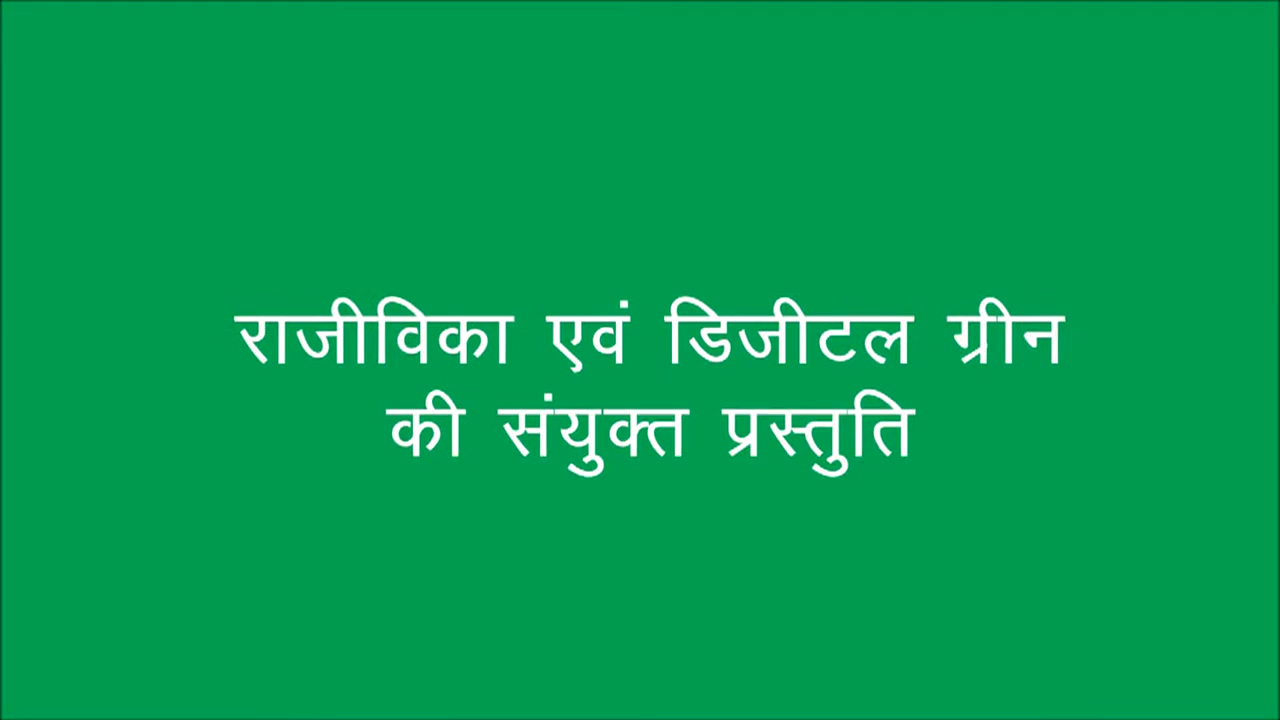 राजीविका एवं डिजीटल ग्रीन
की संयुक्त प्रस्तुति